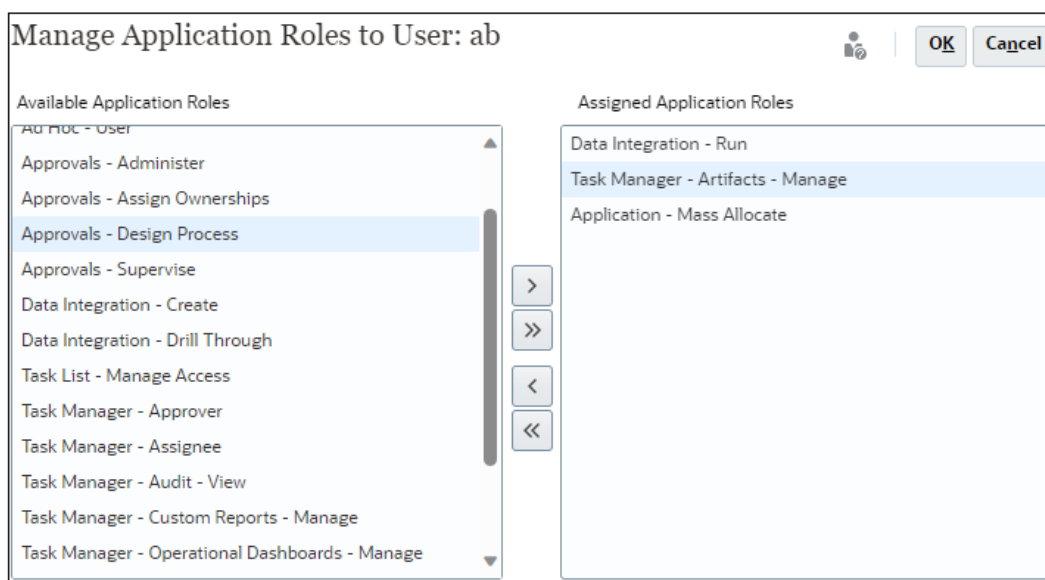 Manage Application Roles to User: ab
OK
Cancel
Available Application Roles
Ad Hoc - User
Approvals - Administer
Approvals - Assign Ownerships
Approvals - Design Process
Approvals - Supervise
Data Integration - Create
Data Integration - Drill Through
Task List - Manage Access
Task Manager - Approver
Task Manager - Assignee
Task Manager - Audit - View
Task Manager - Custom Reports - Manage
Task Manager - Operational Dashboards - Manage
Assigned Application Roles
Data Integration - Run
Task Manager - Artifacts - Manage
Application - Mass Allocate